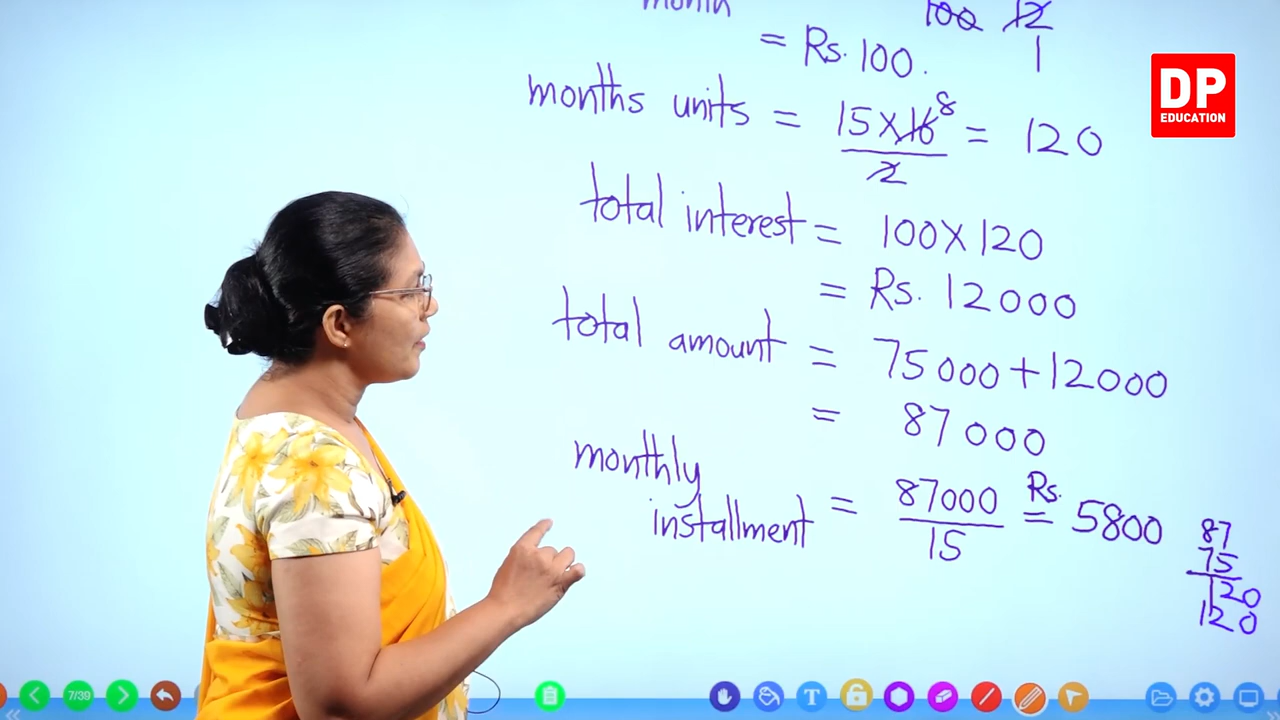 month 100 12
= Rs. 100. 1
months units = 15 X 16 8 = 120
2
total interest = 100 X 120
= Rs. 12000
total amount = 75000 + 12000
= 87000
monthly
installment = 87000 Rs. = 5800
15
87
75
120
120
DP
EDUCATION
7/39
T